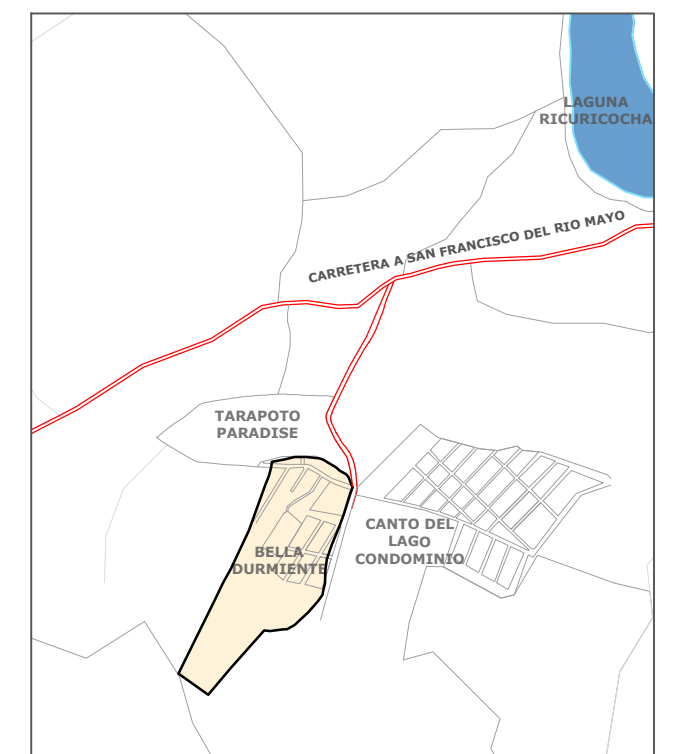 LAGUNA
RICURICOCHA
CARRETERA A SAN FRANCISCO DEL RIO MAYO
TARAPOTO
PARADISE
CANTO DEL
LAGO
CONDOMINIO
BELLA
DURMIENTE